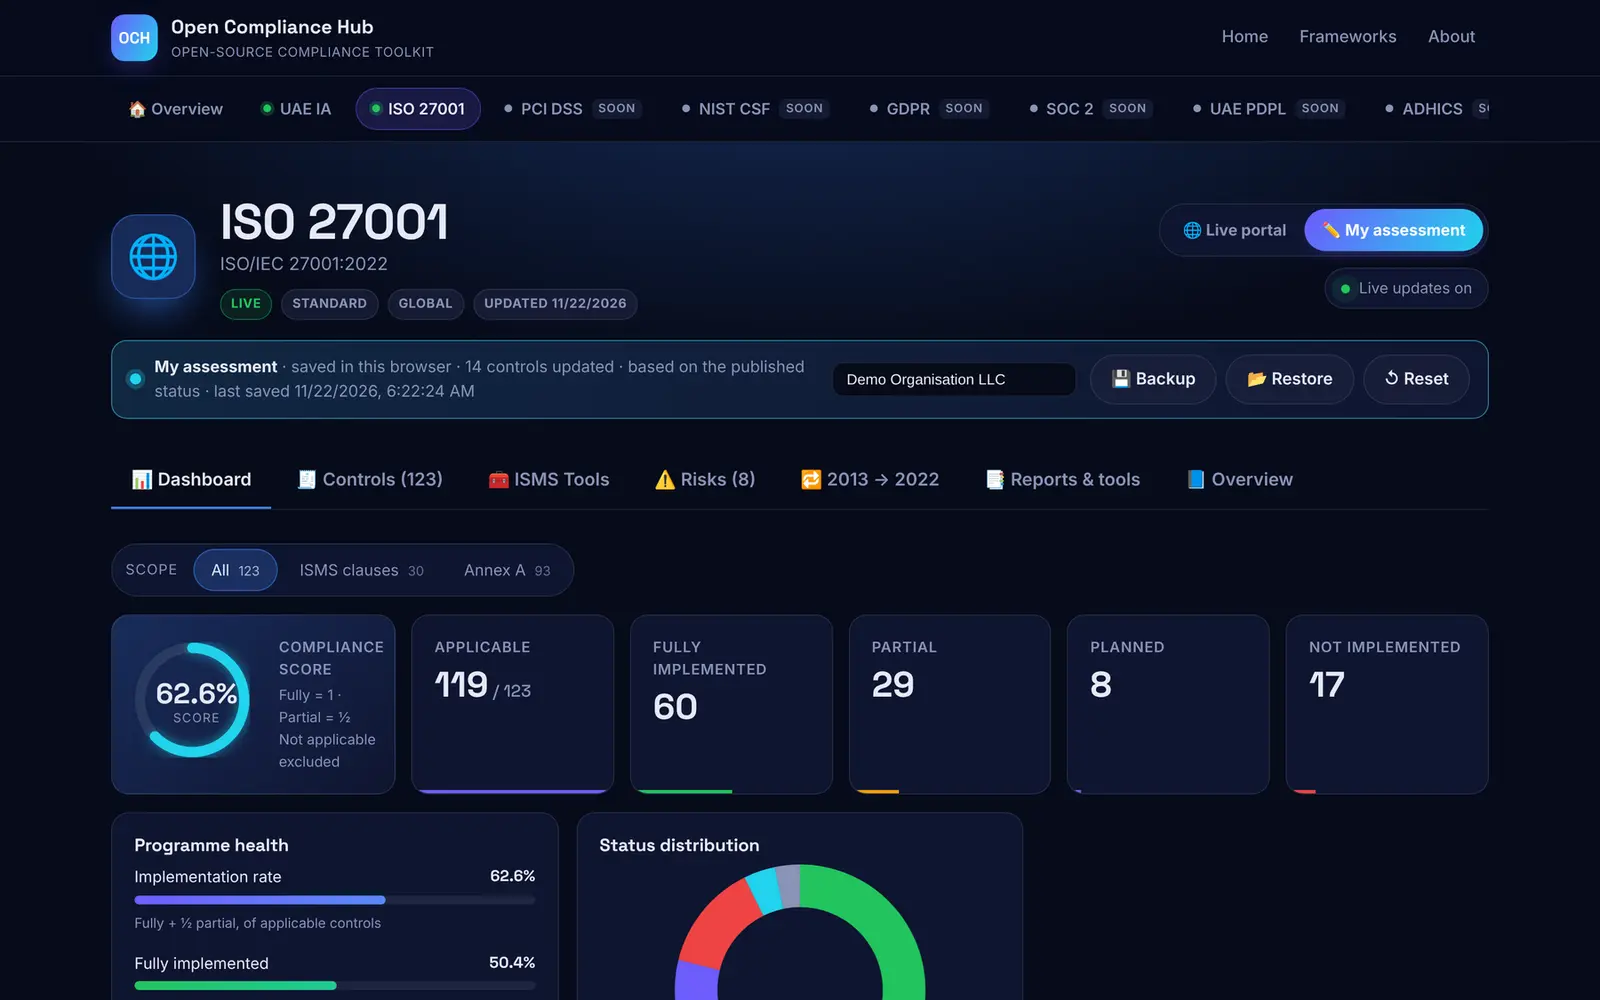 OCH
Open Compliance Hub
OPEN-SOURCE COMPLIANCE TOOLKIT
Home
Frameworks
About
Overview
UAE IA
ISO 27001
PCI DSS SOON
NIST CSF SOON
GDPR SOON
SOC 2 SOON
UAE PDPL SOON
ADHICS
ISO 27001
ISO/IEC 27001:2022
LIVE
STANDARD
GLOBAL
UPDATED 11/22/2026
Live portal
My assessment
Live updates on
My assessment · saved in this browser · 14 controls updated · based on the published
status · last saved 11/22/2026, 6:22:24 AM
Demo Organisation LLC
Backup
Restore
Reset
Dashboard
Controls (123)
ISMS Tools
Risks (8)
2013 → 2022
Reports & tools
Overview
SCOPE
All 123
ISMS clauses 30
Annex A 93
62.6%
SCORE
COMPLIANCE
SCORE
Fully = 1 ·
Partial = ½
Not applicable
excluded
APPLICABLE
119 / 123
FULLY
IMPLEMENTED
60
PARTIAL
29
PLANNED
8
NOT IMPLEMENTED
17
Programme health
Implementation rate 62.6%
Fully + ½ partial, of applicable controls
Fully implemented 50.4%
Status distribution